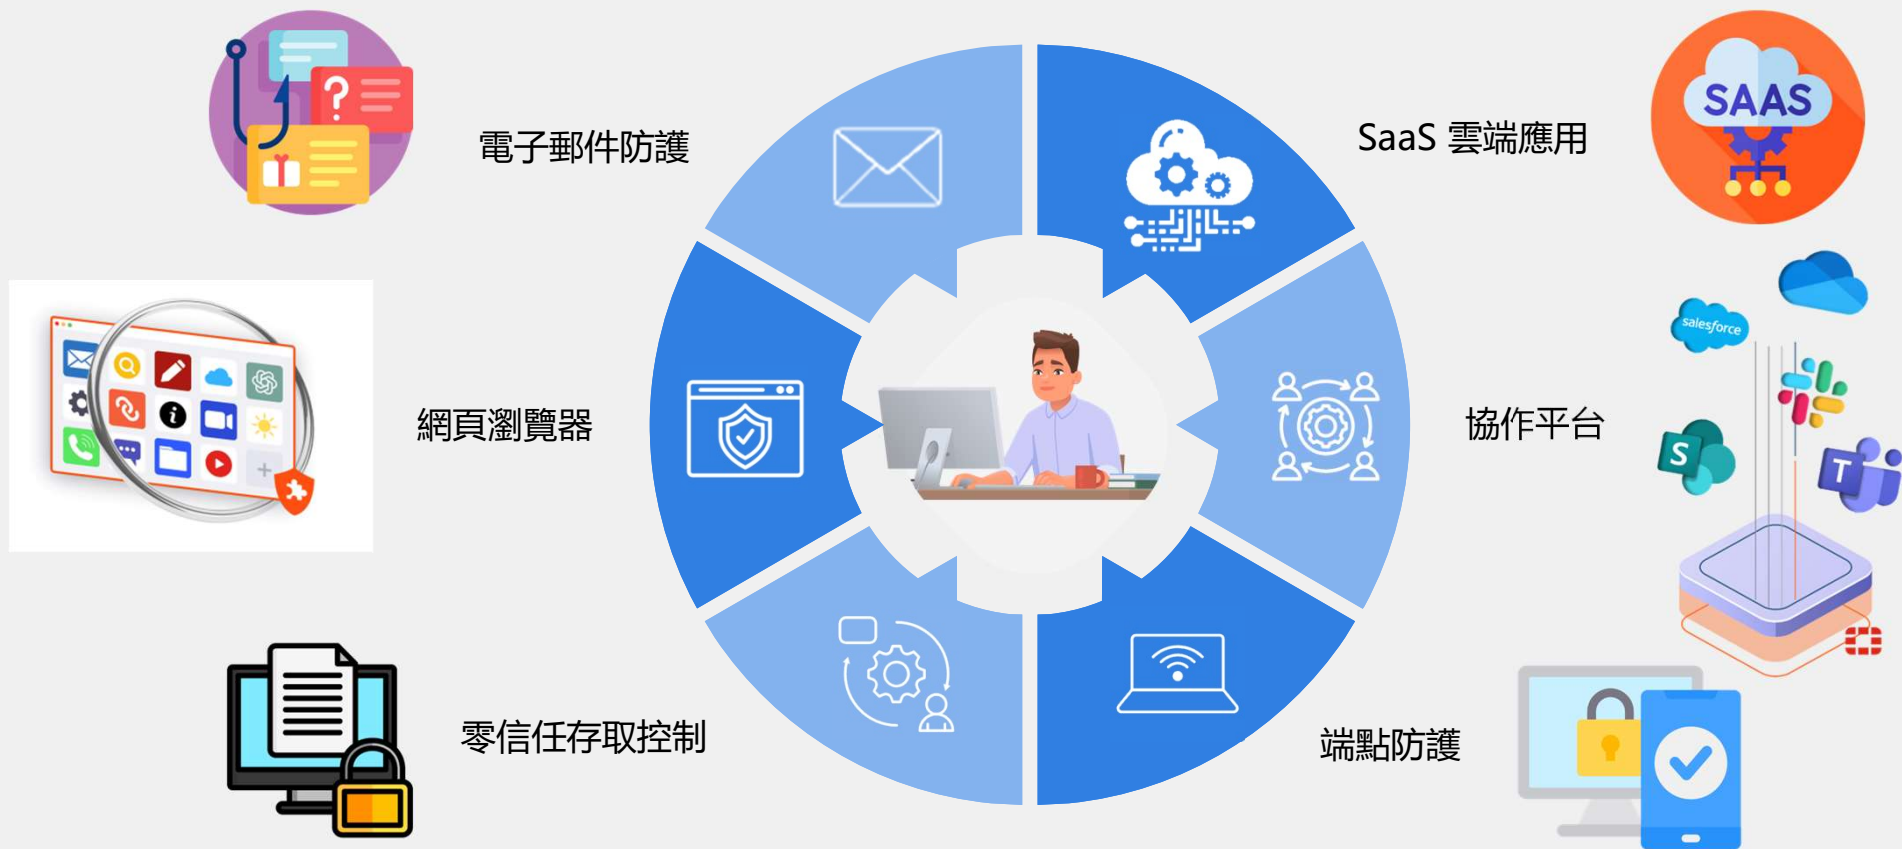 電子郵件防護
SaaS 雲端應用
SAAS
salesforce
網頁瀏覽器
協作平台
S
T
零信任存取控制
端點防護